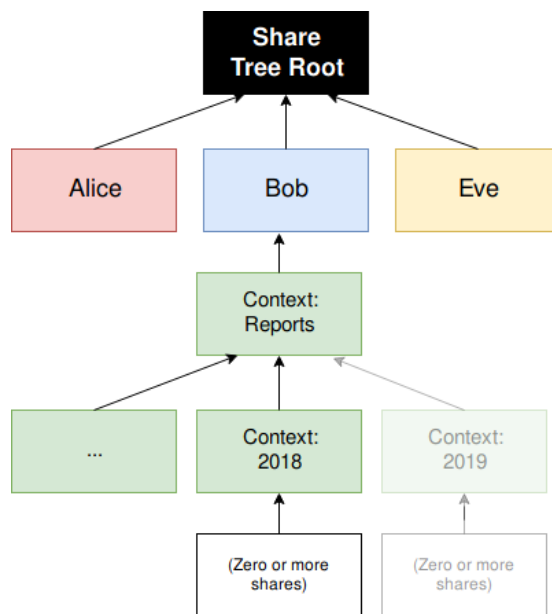 Share
Tree Root
Alice
Bob
Eve
Context:
Reports
...
Context:
2018
Context:
2019
(Zero or more
shares)
(Zero or more
shares)